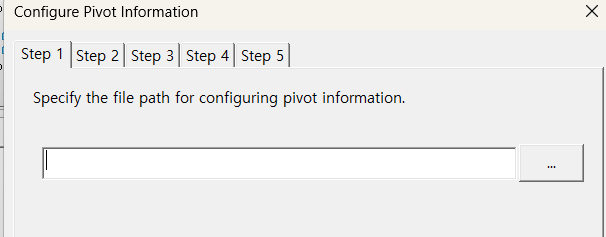 Configure Pivot Information
Step 1 Step 2 Step 3 Step 4 Step 5
Specify the file path for configuring pivot information.
...